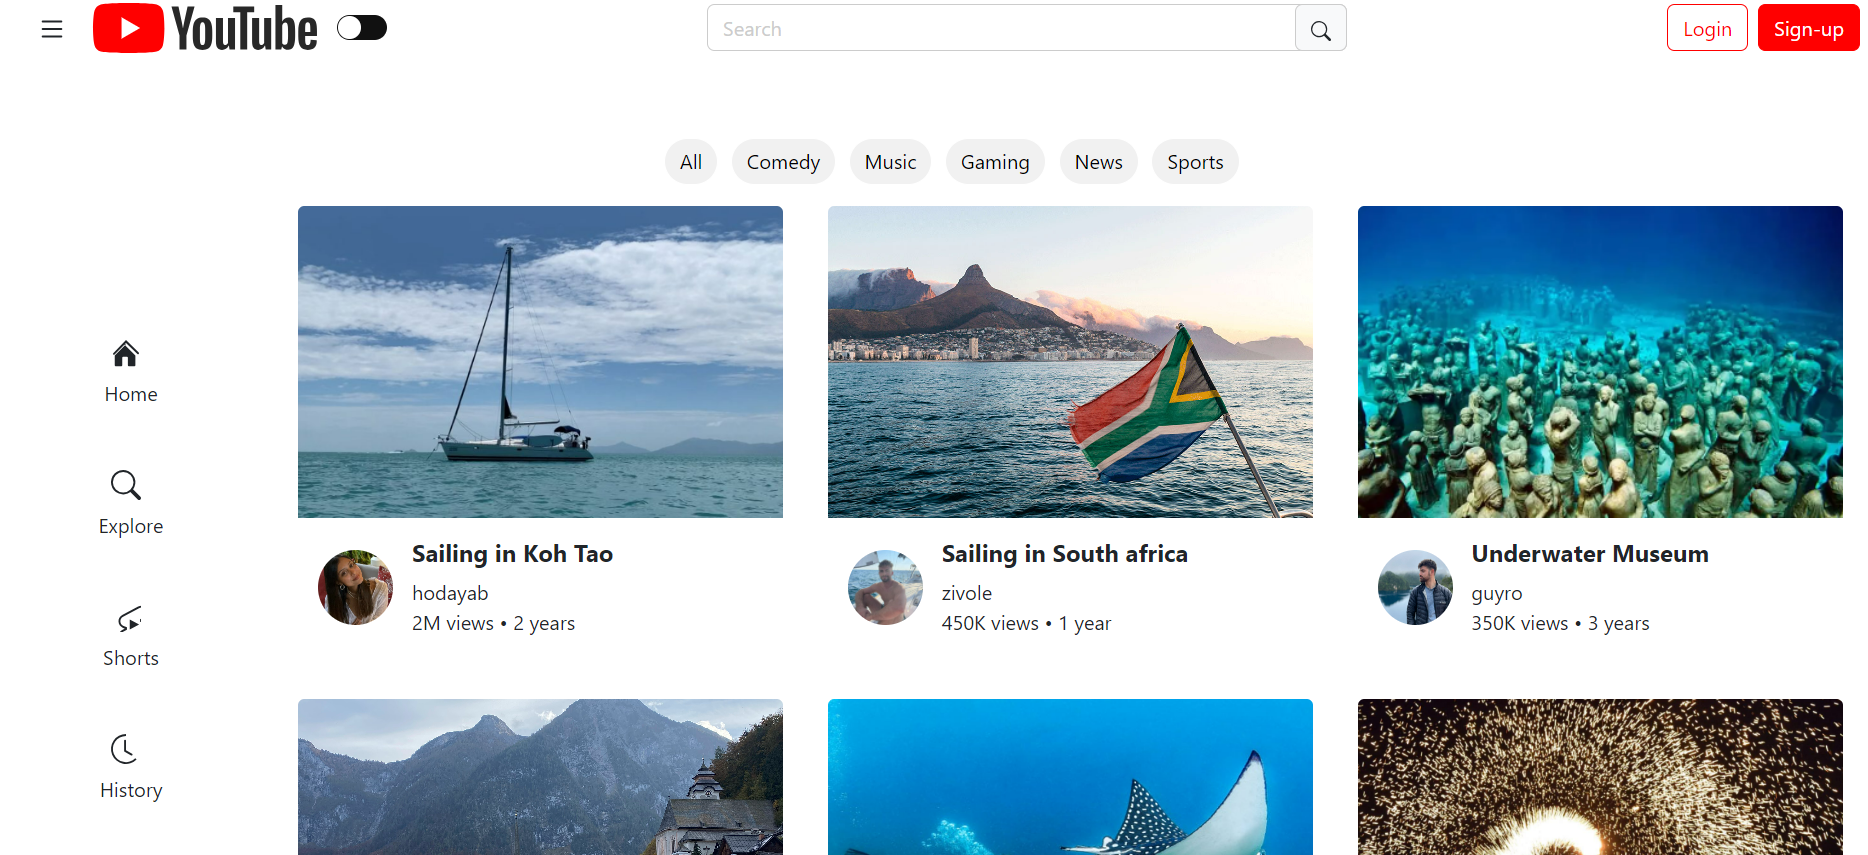 YouTube
Search
Login
Sign-up
All
Comedy
Music
Gaming
News
Sports
Home
Explore
Shorts
History
Sailing in Koh Tao
hodayab
2M views • 2 years
Sailing in South africa
zivole
450K views • 1 year
Underwater Museum
guyro
350K views • 3 years